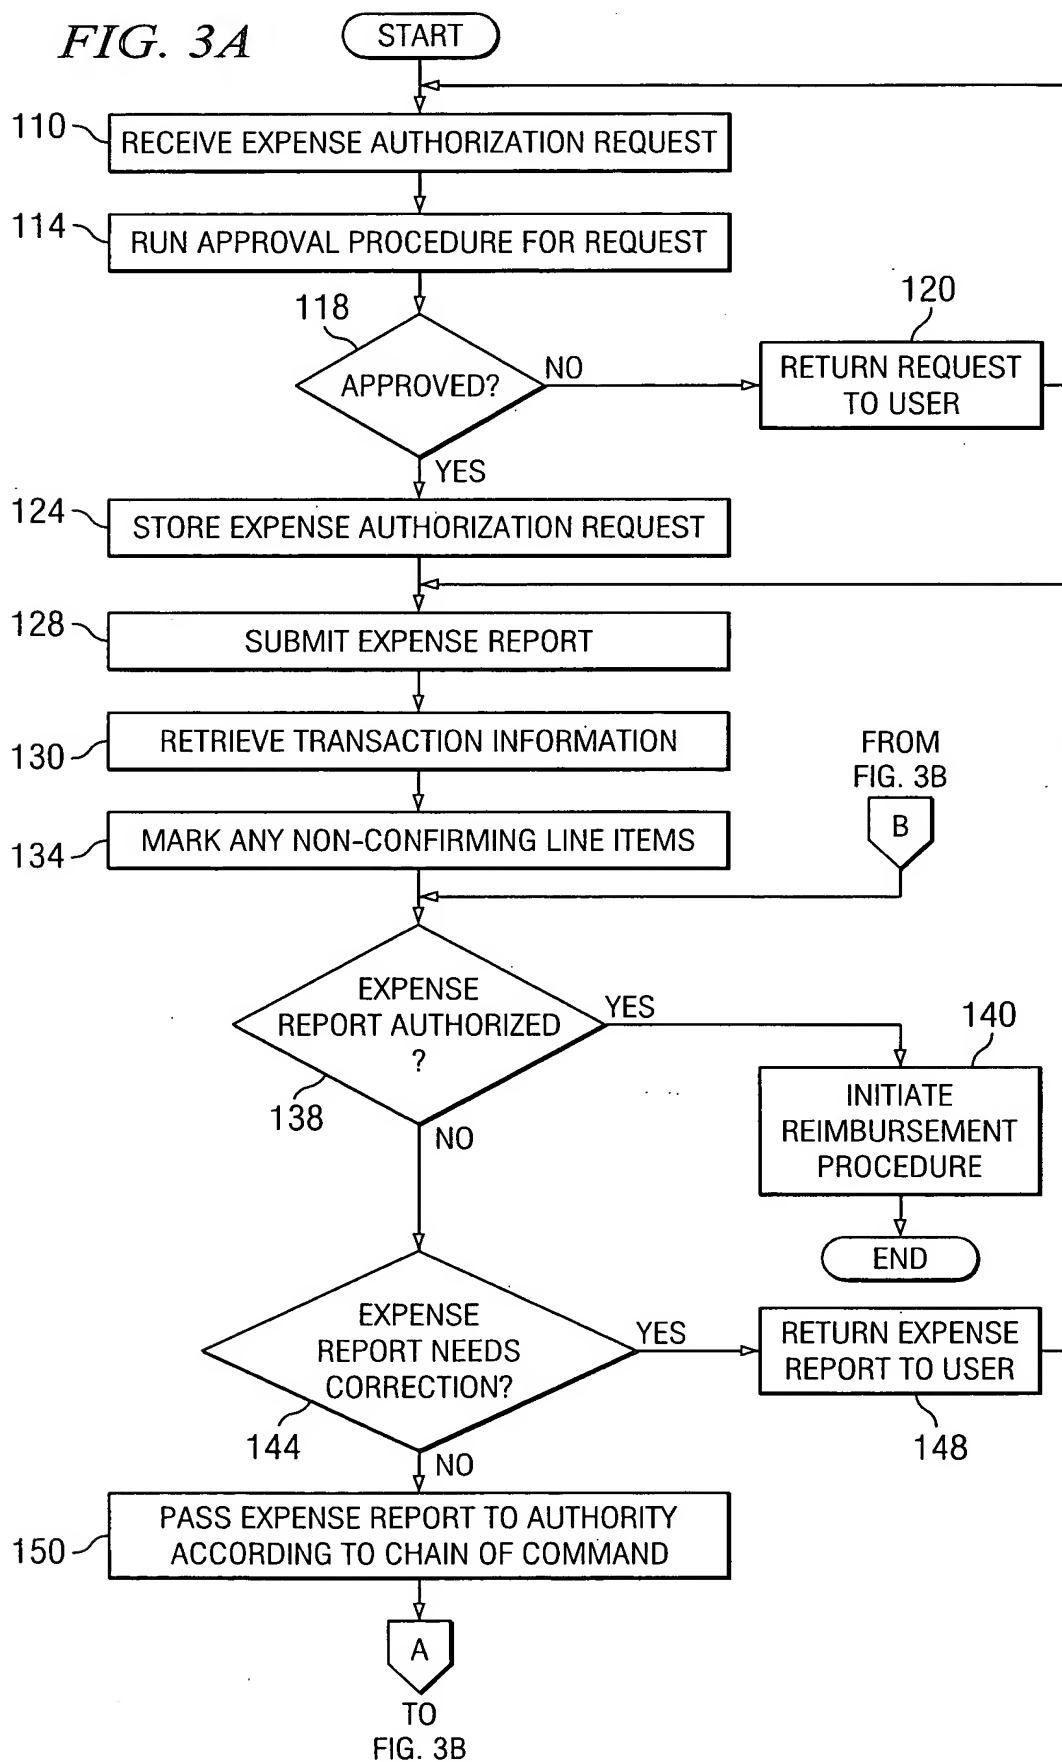 FIG. 3A
START
110
RECEIVE EXPENSE AUTHORIZATION REQUEST
114
RUN APPROVAL PROCEDURE FOR REQUEST
118
APPROVED?
NO
120
RETURN REQUEST
TO USER
YES
124
STORE EXPENSE AUTHORIZATION REQUEST
128
SUBMIT EXPENSE REPORT
130
RETRIEVE TRANSACTION INFORMATION
FROM
FIG. 3B
B
134
MARK ANY NON-CONFIRMING LINE ITEMS
EXPENSE
REPORT AUTHORIZED
?
138
YES
140
INITIATE
REIMBURSEMENT
PROCEDURE
END
NO
EXPENSE
REPORT NEEDS
CORRECTION?
144
YES
RETURN EXPENSE
REPORT TO USER
148
NO
150
PASS EXPENSE REPORT TO AUTHORITY
ACCORDING TO CHAIN OF COMMAND
A
TO
FIG. 3B